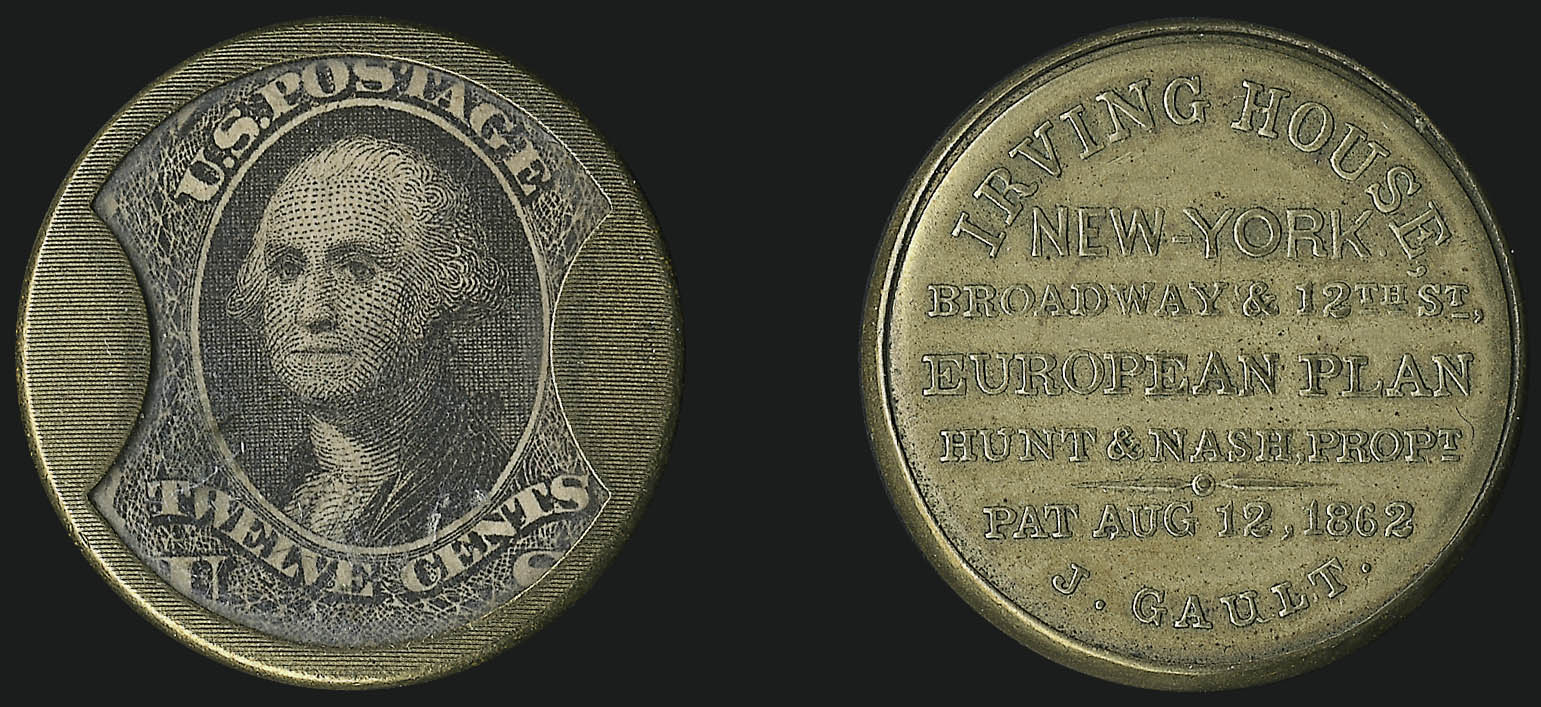 U.S. POSTAGE
TWELVE CENTS
U S
IRVING HOUSE,
NEW-YORK.
BROADWAY & 12TH ST,
EUROPEAN PLAN
HUNT & NASH, PROPT
PAT AUG 12, 1862
J. GAULT.